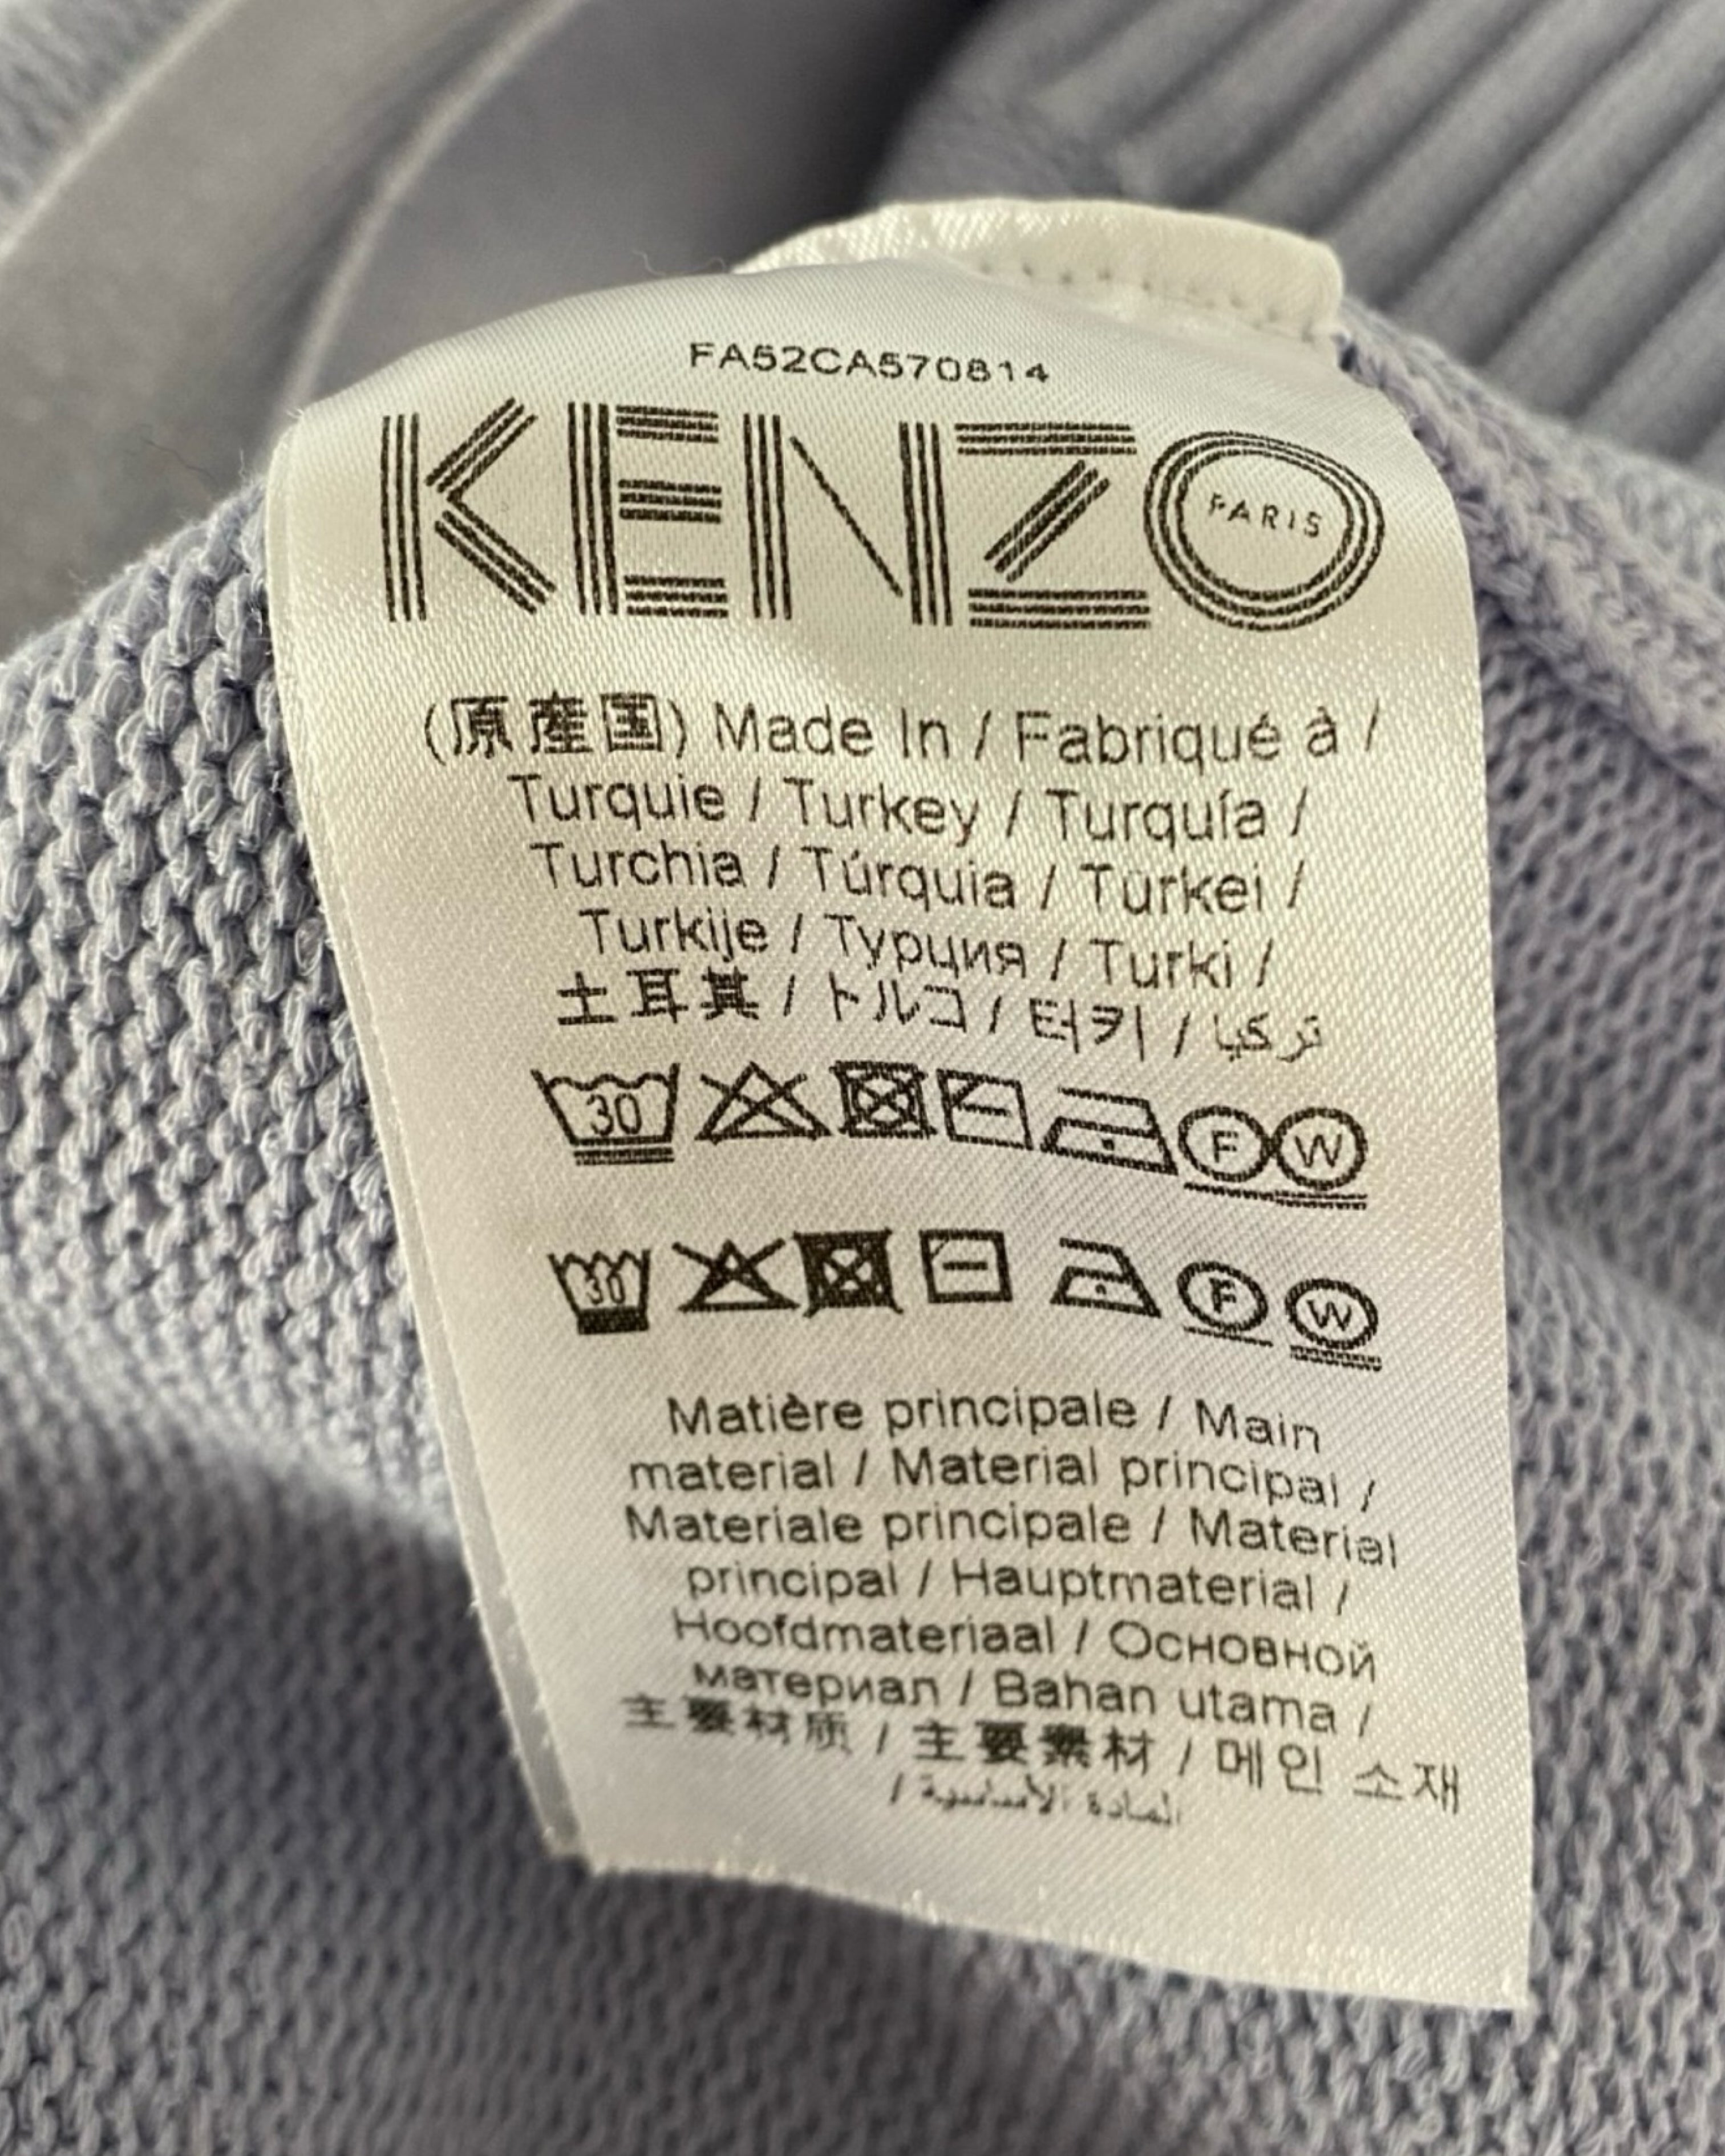 FA52CA570814
KENZO
PARIS
(原産国) Made In / Fabriqué à /
Turquie / Turkey / Turquía /
Turchia / Túrquia / Türkei /
Turkije / Турция / Turki /
土耳其 / トルコ / 터키 / تركيا
30 F W
30 F W
Matière principale / Main
material / Material principal /
Materiale principale / Material
principal / Hauptmaterial /
Hoofdmateriaal / Основной
материал / Bahan utama /
主要材质 / 主要素材 / 메인 소재
/ المادة الأساسية